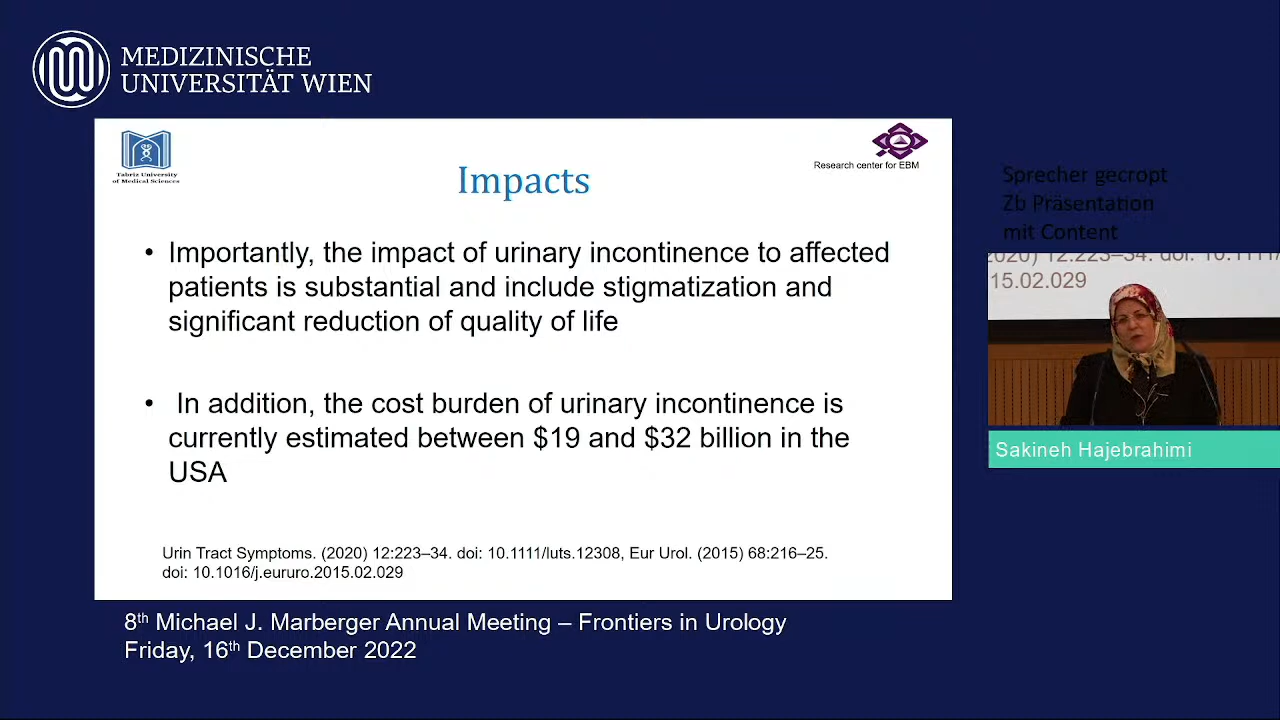 MEDIZINISCHE
UNIVERSITÄT WIEN
Tabriz University
of Medical Sciences
Research center for EBM
Impacts
• Importantly, the impact of urinary incontinence to affected
patients is substantial and include stigmatization and
significant reduction of quality of life
• In addition, the cost burden of urinary incontinence is
currently estimated between $19 and $32 billion in the
USA
Urin Tract Symptoms. (2020) 12:223–34. doi: 10.1111/luts.12308, Eur Urol. (2015) 68:216–25.
doi: 10.1016/j.eururo.2015.02.029
Sprecher gecropt
Zb Präsentation
mit Content
2020) 12:223–34. doi: 10.1111/
15.02.029
Sakineh Hajebrahimi
8th Michael J. Marberger Annual Meeting – Frontiers in Urology
Friday, 16th December 2022